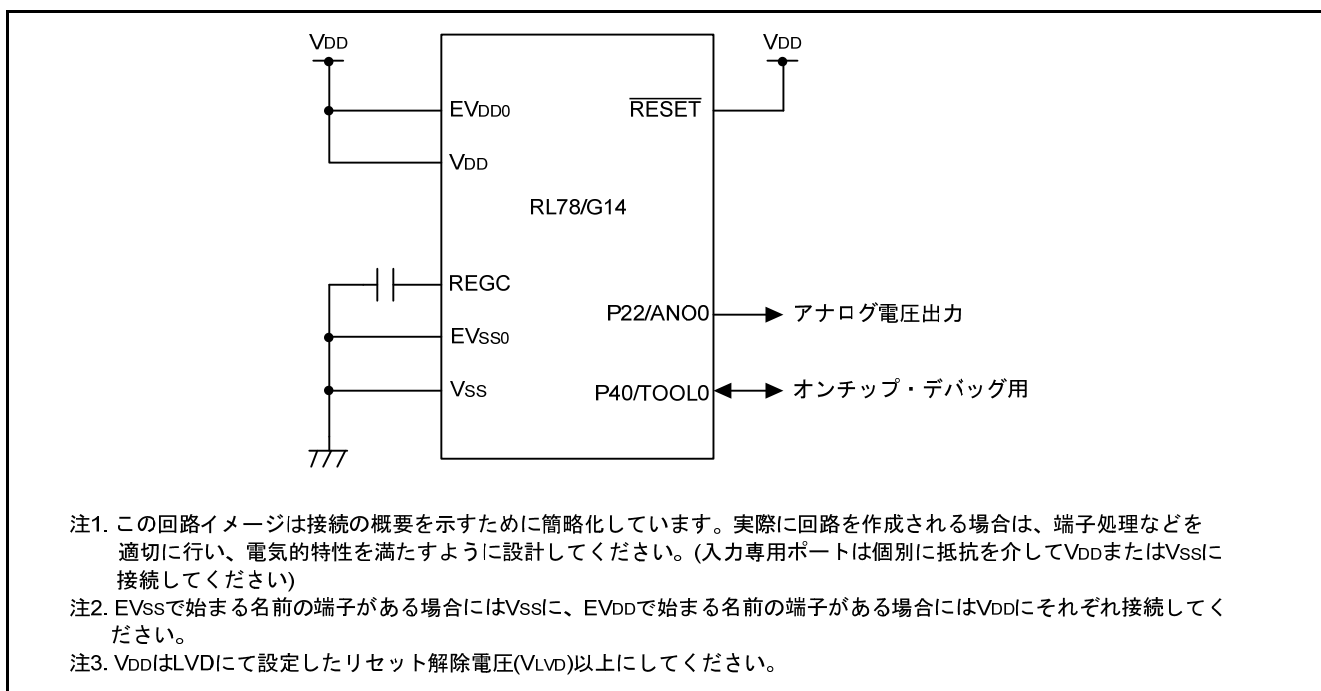 VDD
VDD
EVDD0
RESET
VDD
RL78/G14
REGC
P22/ANO0
アナログ電圧出力
EVSS0
VSS
P40/TOOL0
オンチップ・デバッグ用
注1. この回路イメージは接続の概要を示すために簡略化しています。実際に回路を作成される場合は、端子処理などを
適切に行い、電気的特性を満たすように設計してください。(入力専用ポートは個別に抵抗を介してVDDまたはVSSに
接続してください)
注2. EVSSで始まる名前の端子がある場合にはVSSに、EVDDで始まる名前の端子がある場合にはVDDにそれぞれ接続してく
ださい。
注3. VDDはLVDにて設定したリセット解除電圧(VLVD)以上にしてください。